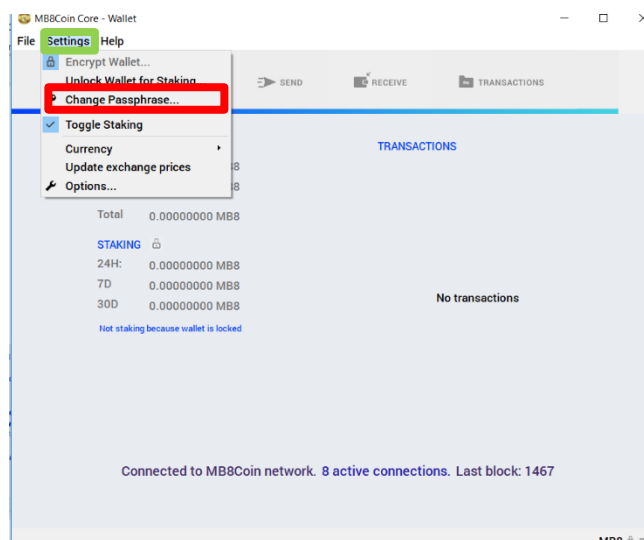 MB8Coin Core - Wallet
File Settings Help
Encrypt Wallet...
Unlock Wallet for Staking...
Change Passphrase...
Toggle Staking
Currency
Update exchange prices
Options...
SEND RECEIVE TRANSACTIONS
TRANSACTIONS
Total 0.00000000 MB8
STAKING
24H: 0.00000000 MB8
7D 0.00000000 MB8
30D 0.00000000 MB8
Not staking because wallet is locked
No transactions
Connected to MB8Coin network. 8 active connections. Last block: 1467